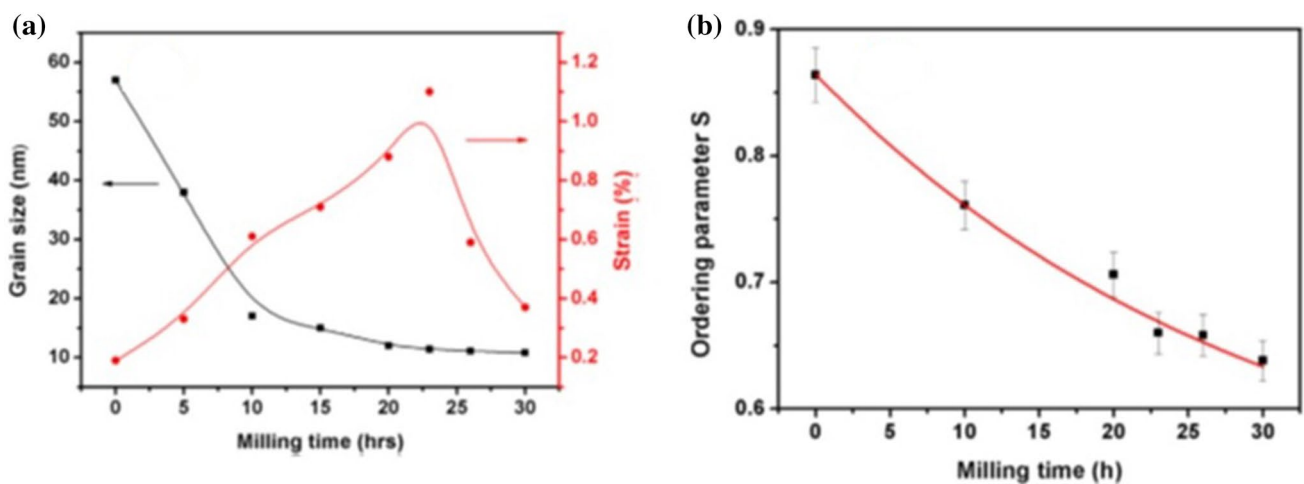 (a)
60
50
40
30
20
10
Grain size (nm)
0 5 10 15 20 25 30
Milling time (hrs)
1.2
1.0
0.8
0.6
0.4
0.2
Strain (%)
(b)
0.9
0.8
0.7
0.6
Ordering parameter S
0 10 20 25 30
Milling time (h)